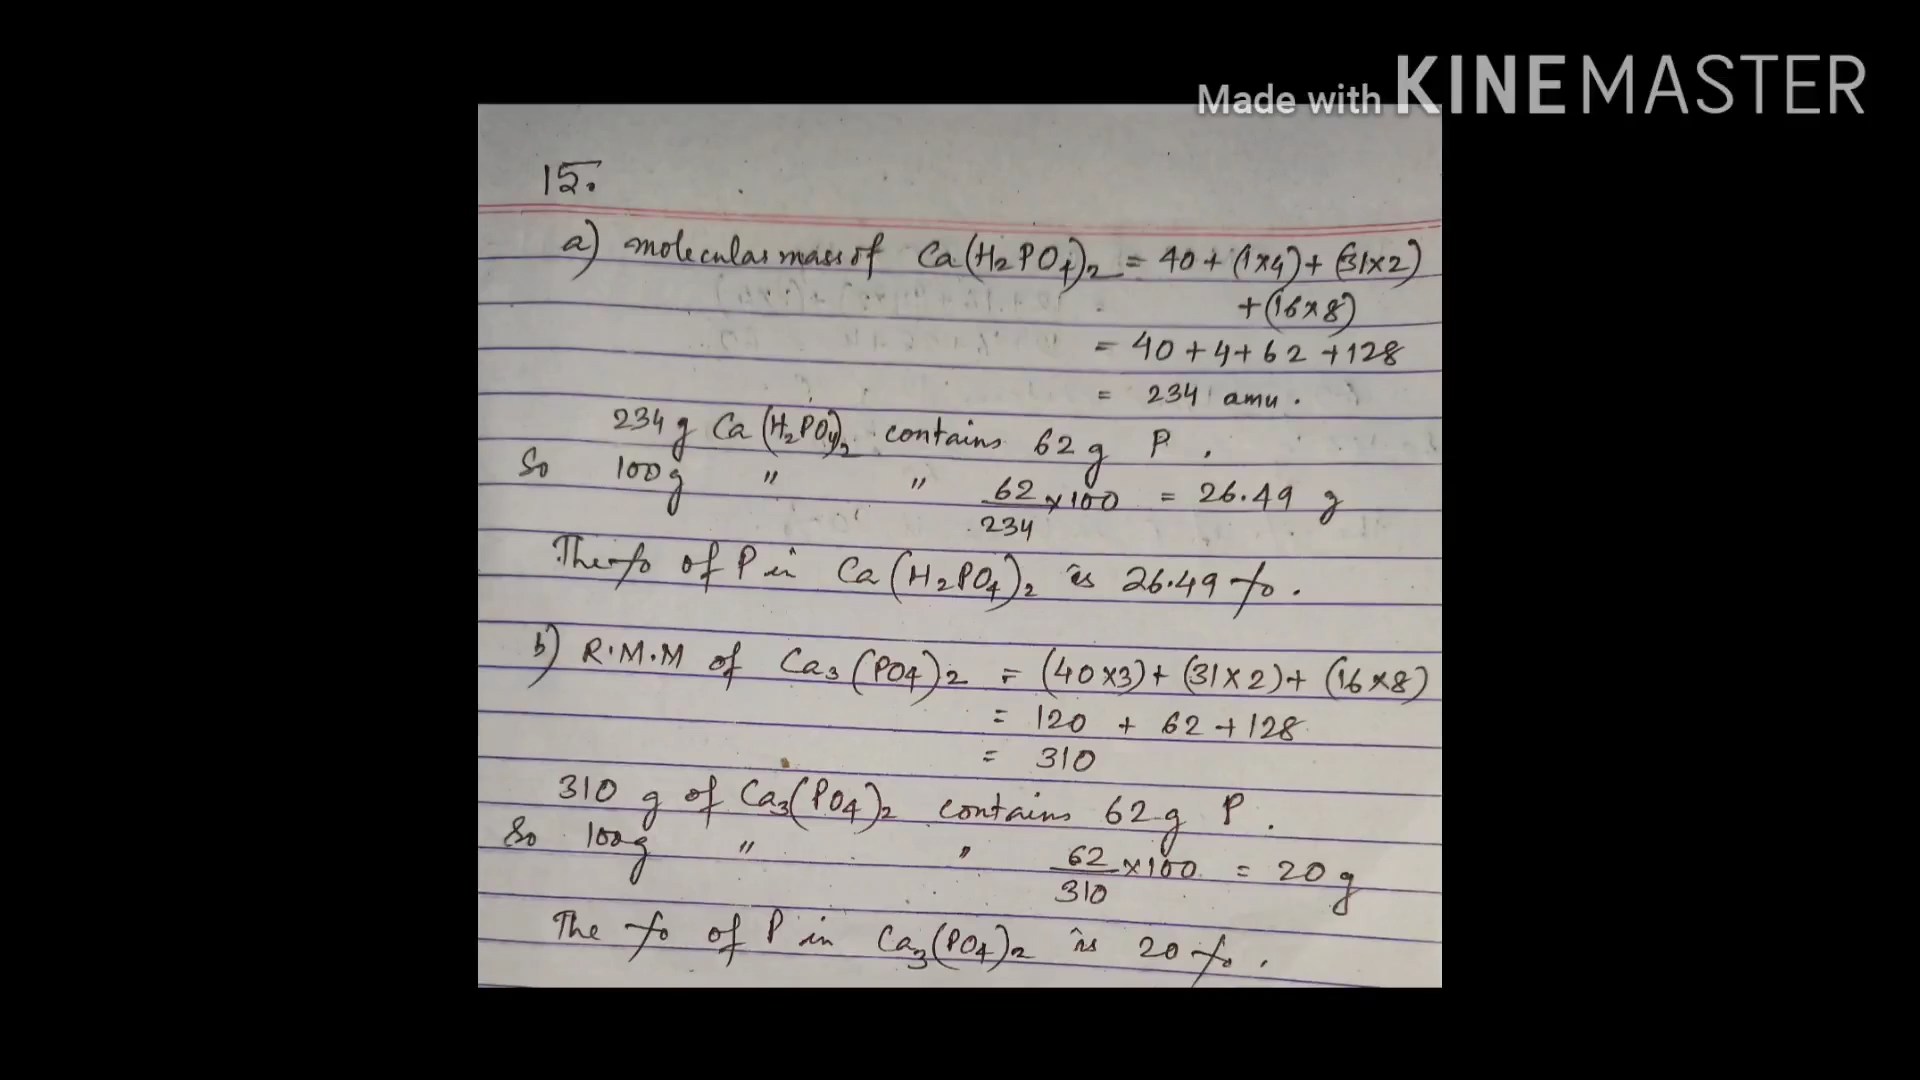 Made with KINEMASTER
15.
a) molecular mass of Ca(H2PO4)2 = 40 + (1×4) + (31×2)
+ (16×8)
= 40 + 4 + 62 + 128
= 234 amu.
234 g Ca(H2PO4)2 contains 62 g P.
So 100g " " 62/234 ×100 = 26.49 g
The % of P in Ca(H2PO4)2 is 26.49 %.
b) R.M.M of Ca3(PO4)2 = (40×3) + (31×2) + (16×8)
= 120 + 62 + 128
= 310
310 g of Ca3(PO4)2 contains 62 g P.
So 100g " " 62/310 ×100 = 20 g
The % of P in Ca3(PO4)2 is 20 %.